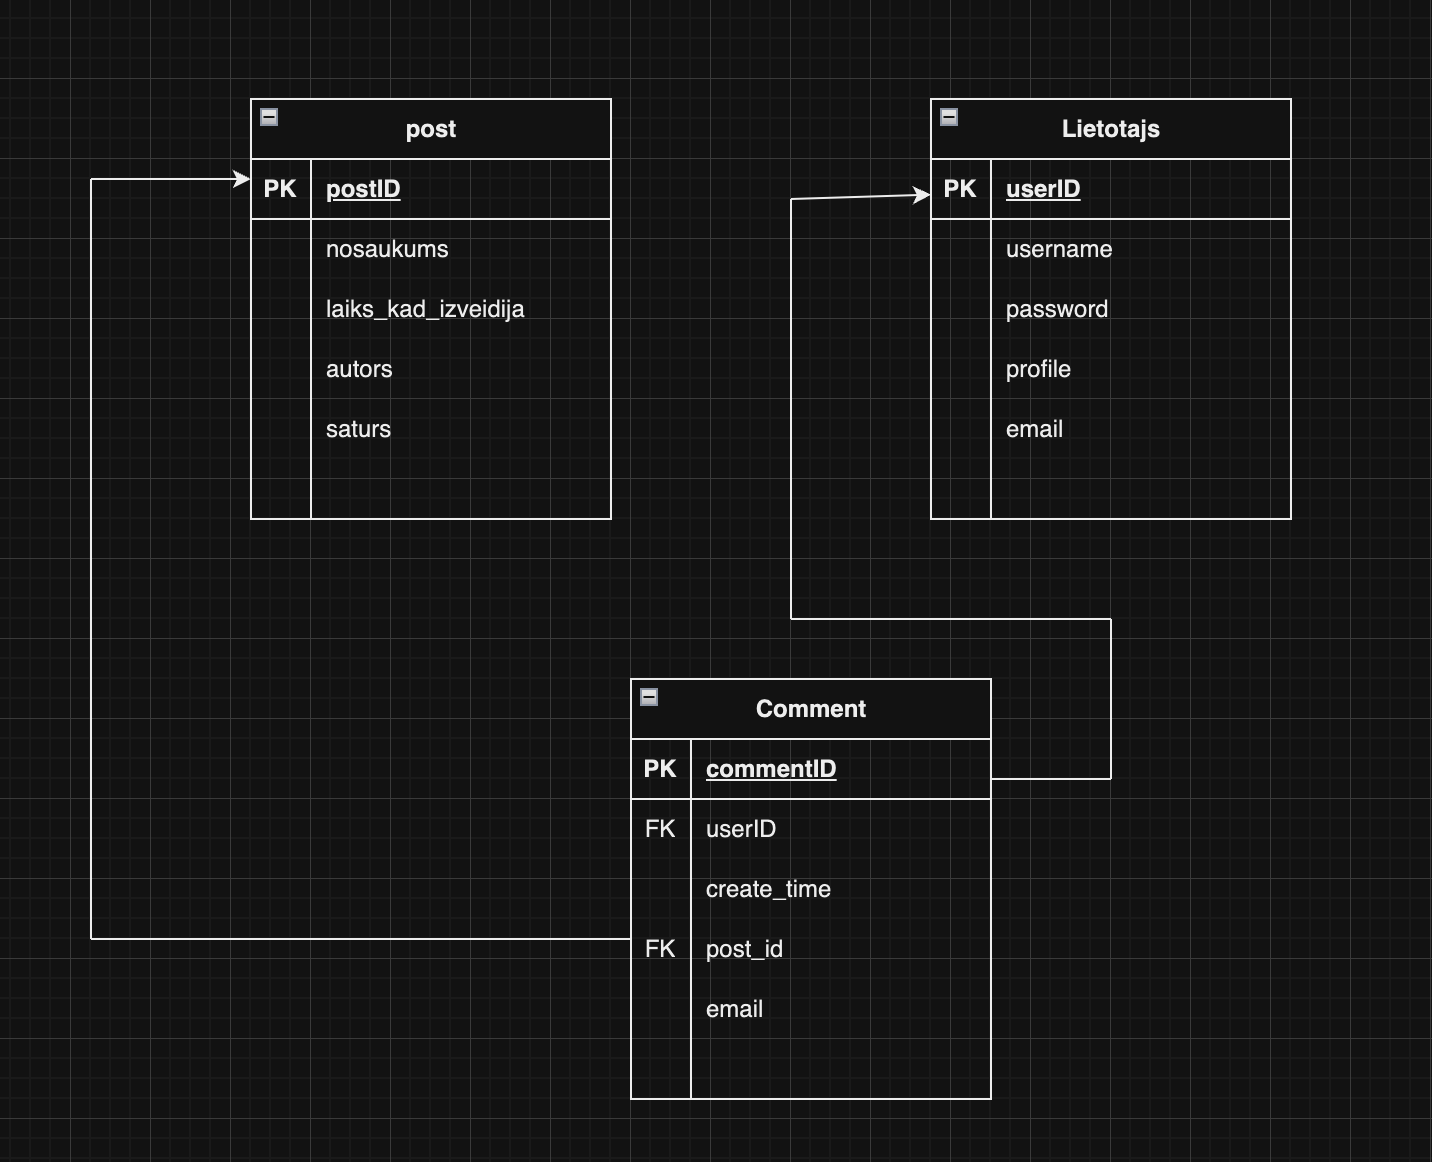 post
PK postID
nosaukums
laiks_kad_izveidija
autors
saturs
Lietotajs
PK userID
username
password
profile
email
Comment
PK commentID
FK userID
create_time
FK post_id
email